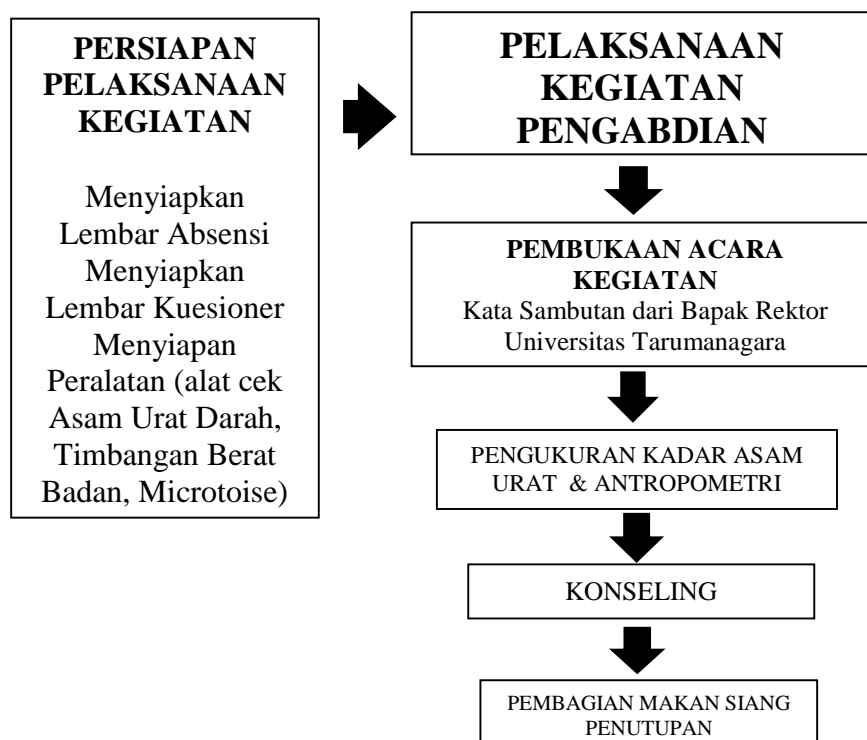 PERSIAPAN
PELAKSANAAN
KEGIATAN
Menyiapkan
Lembar Absensi
Menyiapkan
Lembar Kuesioner
Menyiapan
Peralatan (alat cek
Asam Urat Darah,
Timbangan Berat
Badan, Microtoise)
PELAKSANAAN
KEGIATAN
PENGABDIAN
PEMBUKAAN ACARA
KEGIATAN
Kata Sambutan dari Bapak Rektor
Universitas Tarumanagara
PENGUKURAN KADAR ASAM
URAT & ANTROPOMETRI
KONSELING
PEMBAGIAN MAKAN SIANG
PENUTUPAN